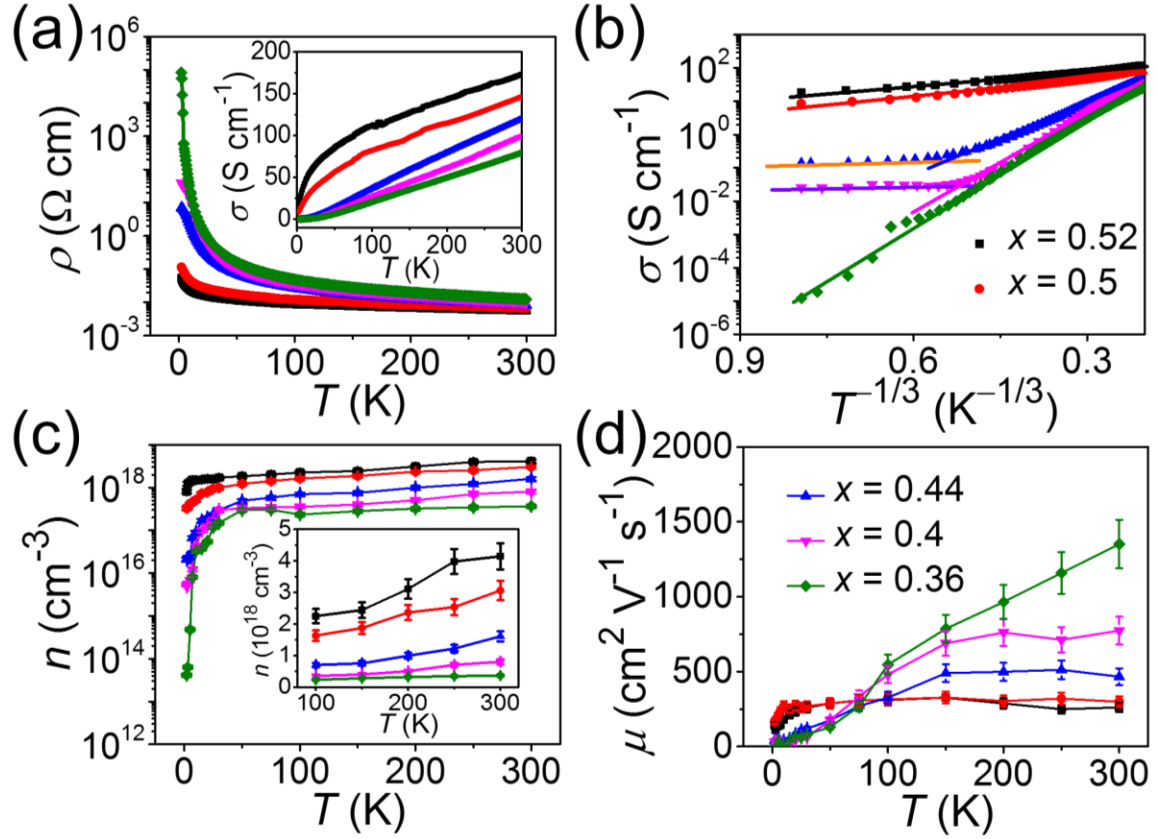 (a)
10^6
10^3
10^0
10^-3
ρ (Ω cm)
0
100
200
300
T (K)
200
150
100
50
0
σ (S cm^-1)
0
100
200
300
T (K)
(b)
10^2
10^0
10^-2
10^-4
10^-6
σ (S cm^-1)
x = 0.52
x = 0.5
0.9
0.6
0.3
T^-1/3 (K^-1/3)
(c)
10^18
10^16
10^14
10^12
n (cm^-3)
0
100
200
300
T (K)
5
4
3
2
1
0
n (10^18 cm^-3)
100
150
200
250
300
T (K)
(d)
2000
1500
1000
500
0
μ (cm^2 V^-1 s^-1)
x = 0.44
x = 0.4
x = 0.36
0
100
200
300
T (K)